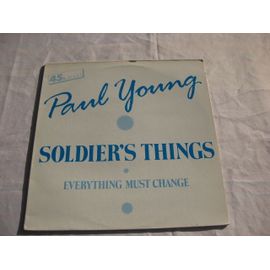 45
Paul Young
SOLDIER'S THINGS
EVERYTHING MUST CHANGE